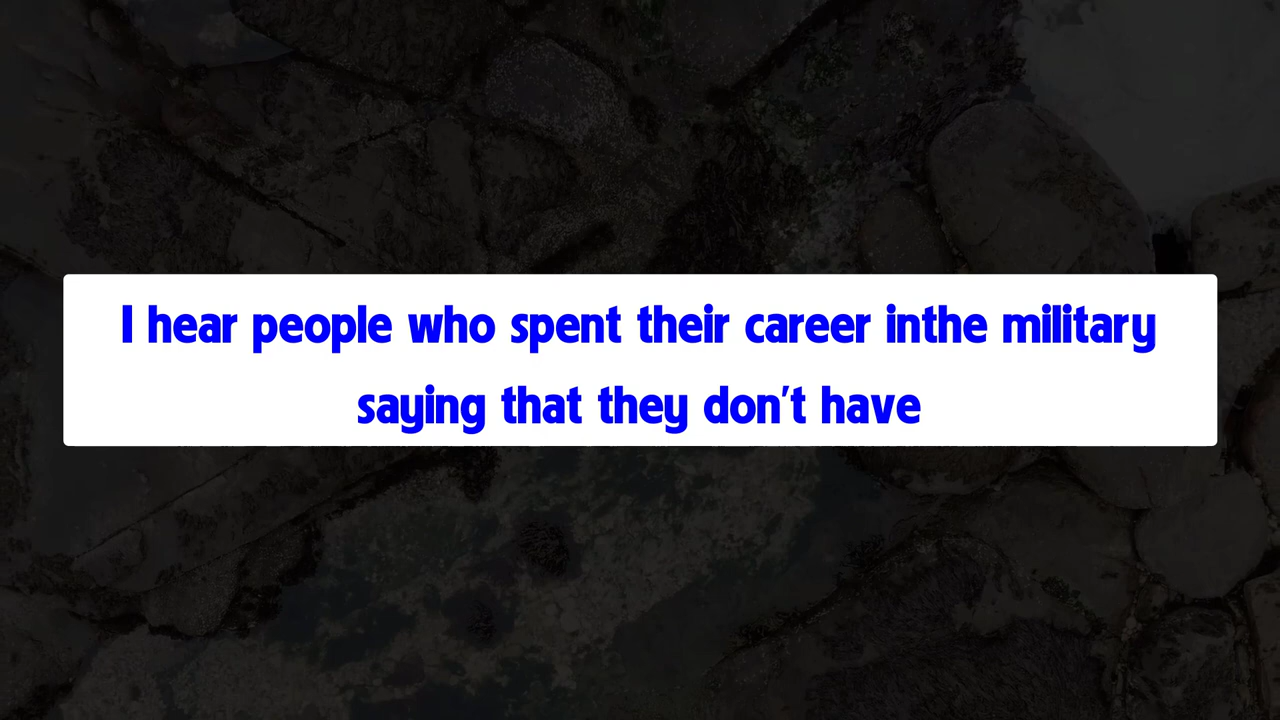 I hear people who spent their career inthe military
saying that they don't have